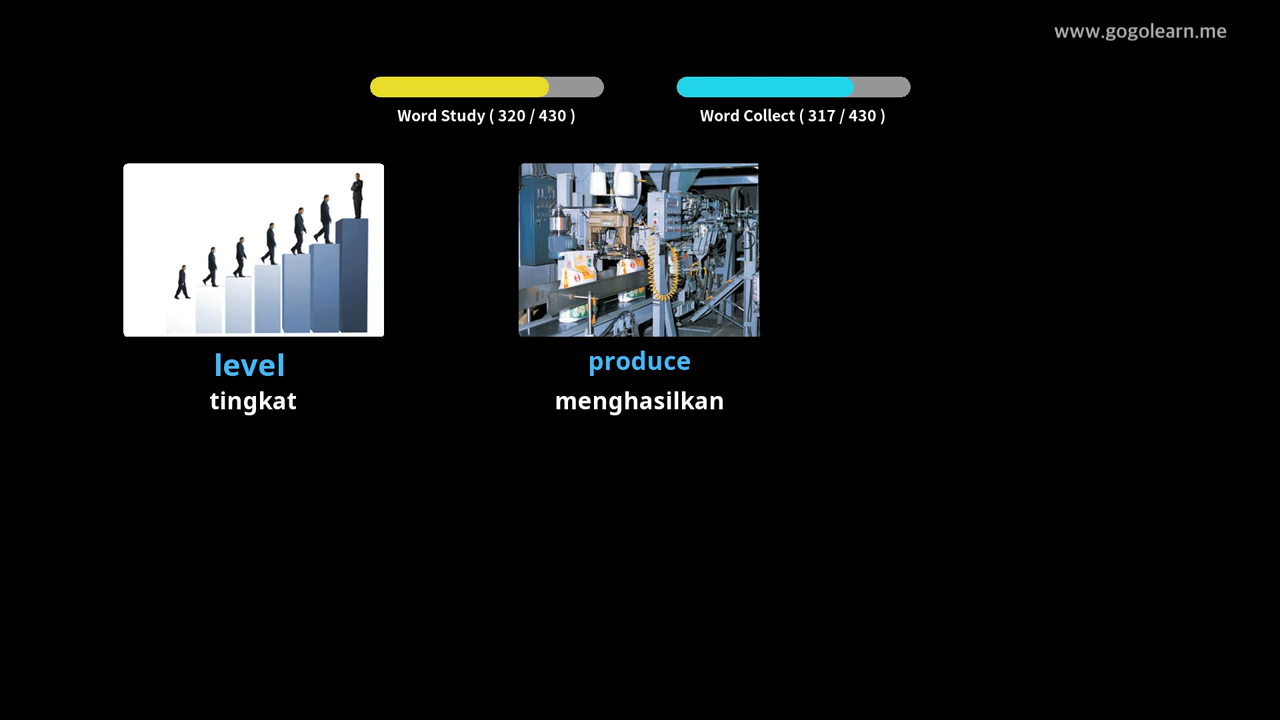 www.gogolearn.me
Word Study ( 320 / 430 )
Word Collect ( 317 / 430 )
level
tingkat
produce
menghasilkan